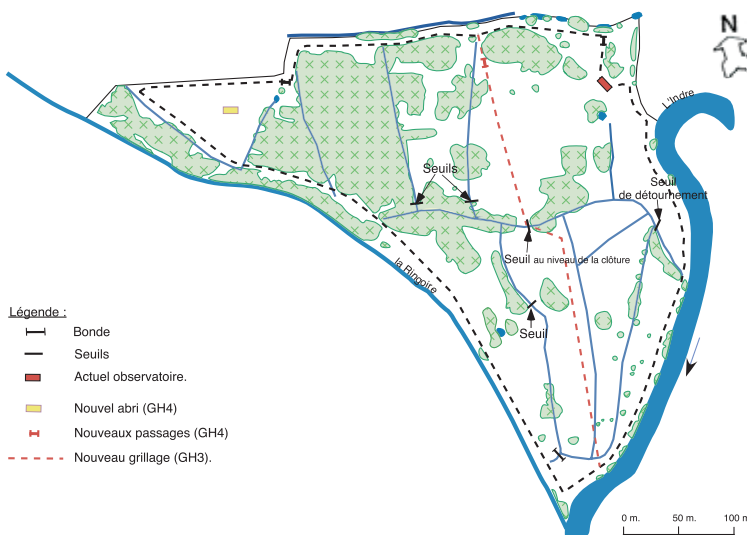 N
L'Indre
Seuils
Seuil
de détournement
Seuil au niveau de la clôture
la Ringoire
Seuil
Légende :
Bonde
Seuils
Actuel observatoire.
Nouvel abri (GH4)
Nouveaux passages (GH4)
Nouveau grillage (GH3).
0 m. 50 m. 100 m